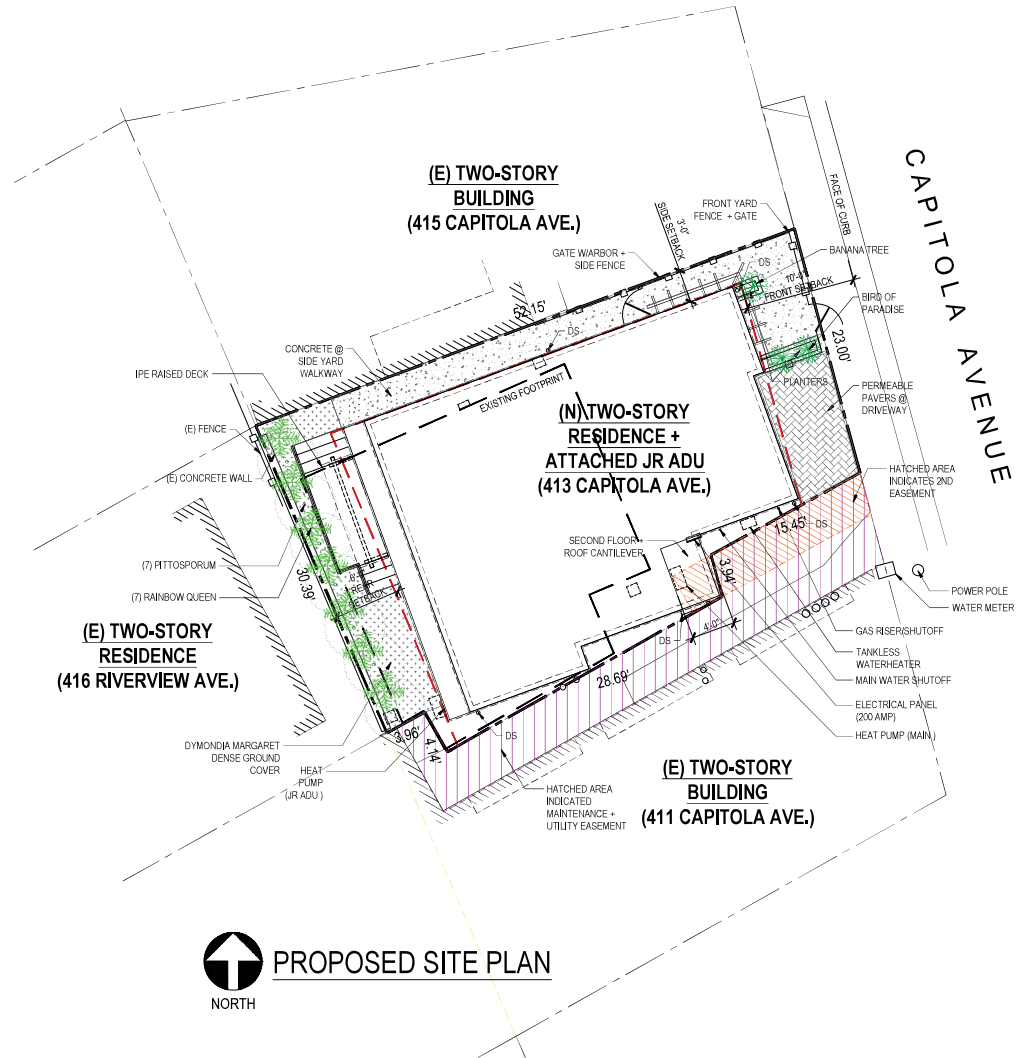 (E) TWO-STORY
BUILDING
(415 CAPITOLA AVE.)
CAPITOLA AVENUE
FACE OF CURB
FRONT YARD
FENCE + GATE
3'-0"
SIDE SETBACK
BANANA TREE
GATE W/ARBOR +
SIDE FENCE
DS
10'-0"
FRONT SETBACK
BIRD OF
PARADISE
52.15'
23.00'
DS
CONCRETE @
SIDE YARD
WALKWAY
IPE RAISED DECK
EXISTING FOOTPRINT
PLANTERS
PERMEABLE
PAVERS @
DRIVEWAY
(N) TWO-STORY
RESIDENCE +
ATTACHED JR ADU
(413 CAPITOLA AVE.)
(E) FENCE
(E) CONCRETE WALL
HATCHED AREA
INDICATES 2ND
EASEMENT
SECOND FLOOR +
ROOF CANTILEVER
DS
15.45'
3.94'
(7) PITTOSPORUM
(7) RAINBOW QUEEN
30.39'
REAR
SETBACK
POWER POLE
WATER METER
(E) TWO-STORY
RESIDENCE
(416 RIVERVIEW AVE.)
4'-0"
DS
GAS RISER/SHUTOFF
TANKLESS
WATERHEATER
MAIN WATER SHUTOFF
28.69'
ELECTRICAL PANEL
(200 AMP)
HEAT PUMP (MAIN )
3.96'
4.14'
DS
DYMONDIA MARGARET
DENSE GROUND
COVER
HEAT
PUMP
(JR ADU )
HATCHED AREA
INDICATED
MAINTENANCE +
UTILITY EASEMENT
(E) TWO-STORY
BUILDING
(411 CAPITOLA AVE.)
PROPOSED SITE PLAN
NORTH